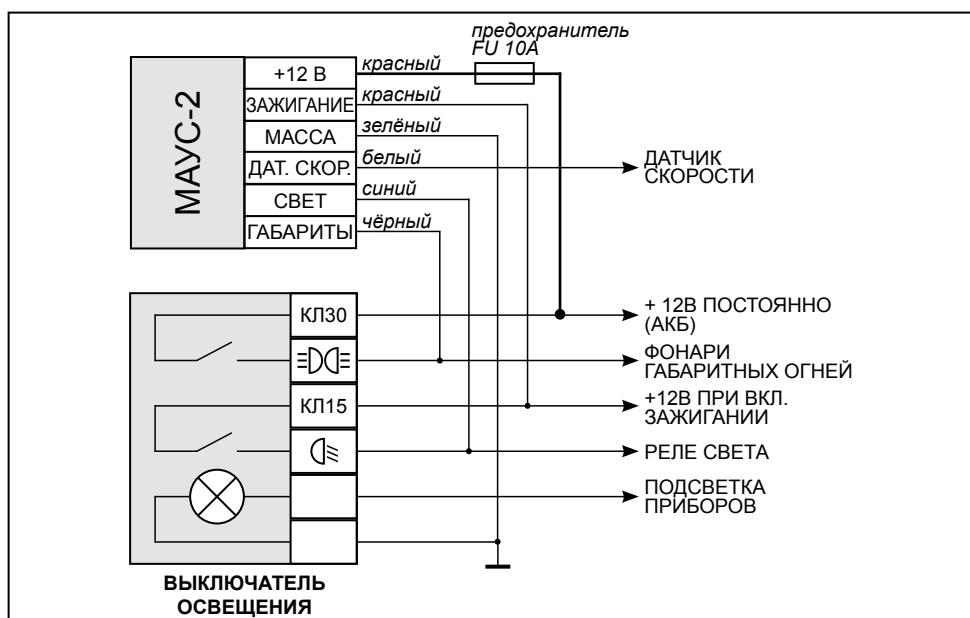 предохранитель
FU 10A
МАУС-2
+12 В
красный
ЗАЖИГАНИЕ
красный
МАССА
зелёный
ДАТ. СКОР.
белый
ДАТЧИК
СКОРОСТИ
СВЕТ
синий
ГАБАРИТЫ
чёрный
КЛ30
+ 12В ПОСТОЯННО
(АКБ)
ФОНАРИ
ГАБАРИТНЫХ ОГНЕЙ
КЛ15
+12В ПРИ ВКЛ.
ЗАЖИГАНИИ
РЕЛЕ СВЕТА
ПОДСВЕТКА
ПРИБОРОВ
ВЫКЛЮЧАТЕЛЬ
ОСВЕЩЕНИЯ